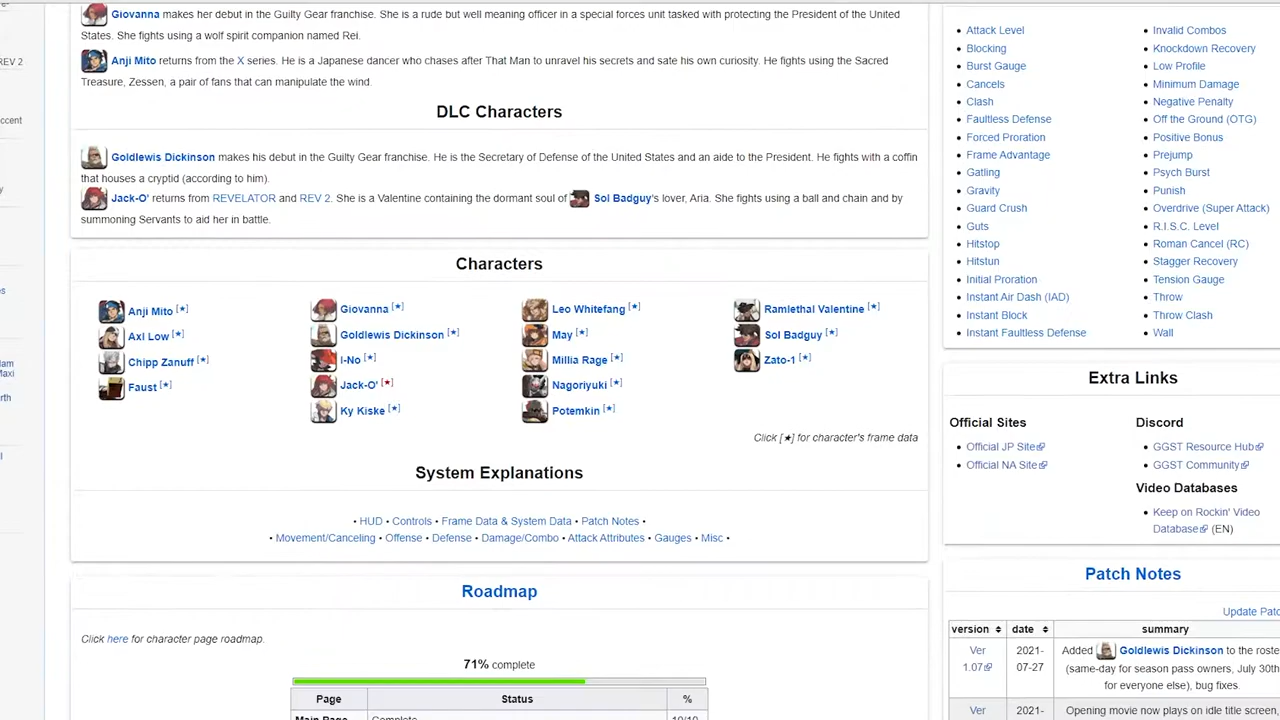 REV 2
ccent
y
s
am
Maxi
rth
l
Giovanna makes her debut in the Guilty Gear franchise. She is a rude but well meaning officer in a special forces unit tasked with protecting the President of the United
States. She fights using a wolf spirit companion named Rei.
Anji Mito returns from the X series. He is a Japanese dancer who chases after That Man to unravel his secrets and sate his own curiosity. He fights using the Sacred
Treasure, Zessen, a pair of fans that can manipulate the wind.
DLC Characters
Goldlewis Dickinson makes his debut in the Guilty Gear franchise. He is the Secretary of Defense of the United States and an aide to the President. He fights with a coffin
that houses a cryptid (according to him).
Jack-O' returns from REVELATOR and REV 2. She is a Valentine containing the dormant soul of Sol Badguy's lover, Aria. She fights using a ball and chain and by
summoning Servants to aid her in battle.
Characters
Anji Mito [★]
Axl Low [★]
Chipp Zanuff [★]
Faust [★]
Giovanna [★]
Goldlewis Dickinson [★]
I-No [★]
Jack-O' [★]
Ky Kiske [★]
Leo Whitefang [★]
May [★]
Millia Rage [★]
Nagoriyuki [★]
Potemkin [★]
Ramlethal Valentine [★]
Sol Badguy [★]
Zato-1 [★]
Click [★] for character's frame data
System Explanations
• HUD • Controls • Frame Data & System Data • Patch Notes •
• Movement/Canceling • Offense • Defense • Damage/Combo • Attack Attributes • Gauges • Misc •
Roadmap
Click here for character page roadmap.
71% complete
Page Status %
Main Page Complete 10/10
• Attack Level
• Blocking
• Burst Gauge
• Cancels
• Clash
• Faultless Defense
• Forced Proration
• Frame Advantage
• Gatling
• Gravity
• Guard Crush
• Guts
• Hitstop
• Hitstun
• Initial Proration
• Instant Air Dash (IAD)
• Instant Block
• Instant Faultless Defense
• Invalid Combos
• Knockdown Recovery
• Low Profile
• Minimum Damage
• Negative Penalty
• Off the Ground (OTG)
• Positive Bonus
• Prejump
• Psych Burst
• Punish
• Overdrive (Super Attack)
• R.I.S.C. Level
• Roman Cancel (RC)
• Stagger Recovery
• Tension Gauge
• Throw
• Throw Clash
• Wall
Extra Links
Official Sites
• Official JP Site
• Official NA Site
Discord
• GGST Resource Hub
• GGST Community
Video Databases
• Keep on Rockin' Video
Database (EN)
Patch Notes
Update Patc
version date summary
Ver 1.07
2021-07-27
Added Goldlewis Dickinson to the roste
(same-day for season pass owners, July 30th
for everyone else), bug fixes.
Ver 2021- Opening movie now plays on idle title screen,